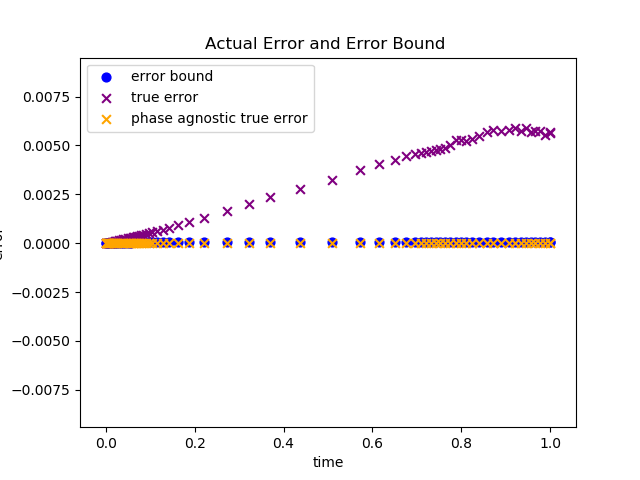 Actual Error and Error Bound
error bound
true error
phase agnostic true error
0.0075
0.0050
0.0025
0.0000
−0.0025
−0.0050
−0.0075
0.0
0.2
0.4
0.6
0.8
1.0
time